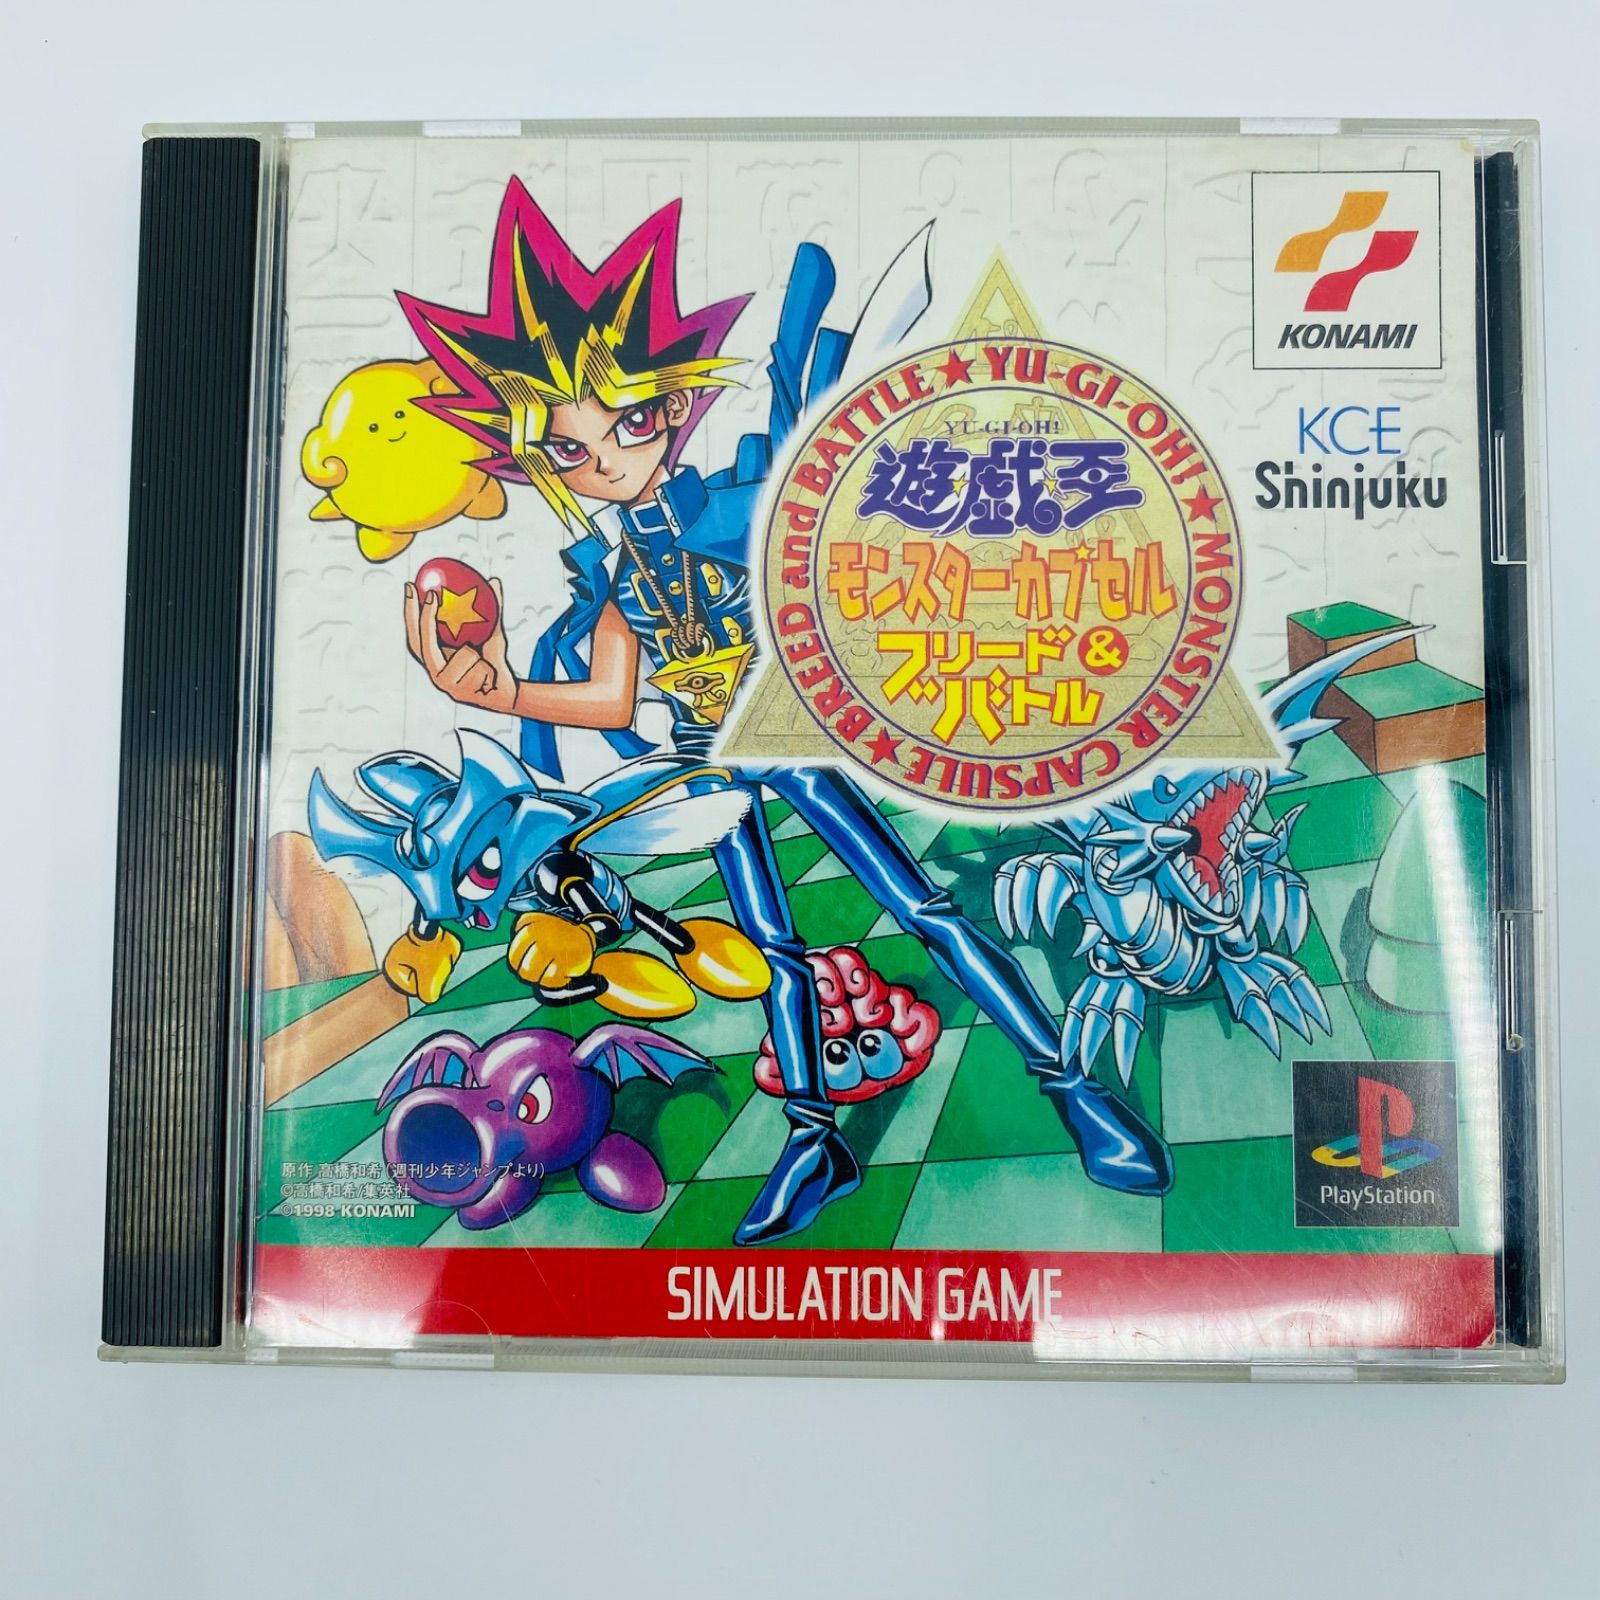 KONAMI
KCE
Shinjuku
BREED and BATTLE★YU-GI-OH!★MONSTER CAPSULE★
YU-GI-OH!
遊☆戯☆王
モンスターカプセル
ブリード&
バトル
原作 高橋和希(週刊少年ジャンプより)
©高橋和希/集英社
©1998 KONAMI
PlayStation
SIMULATION GAME